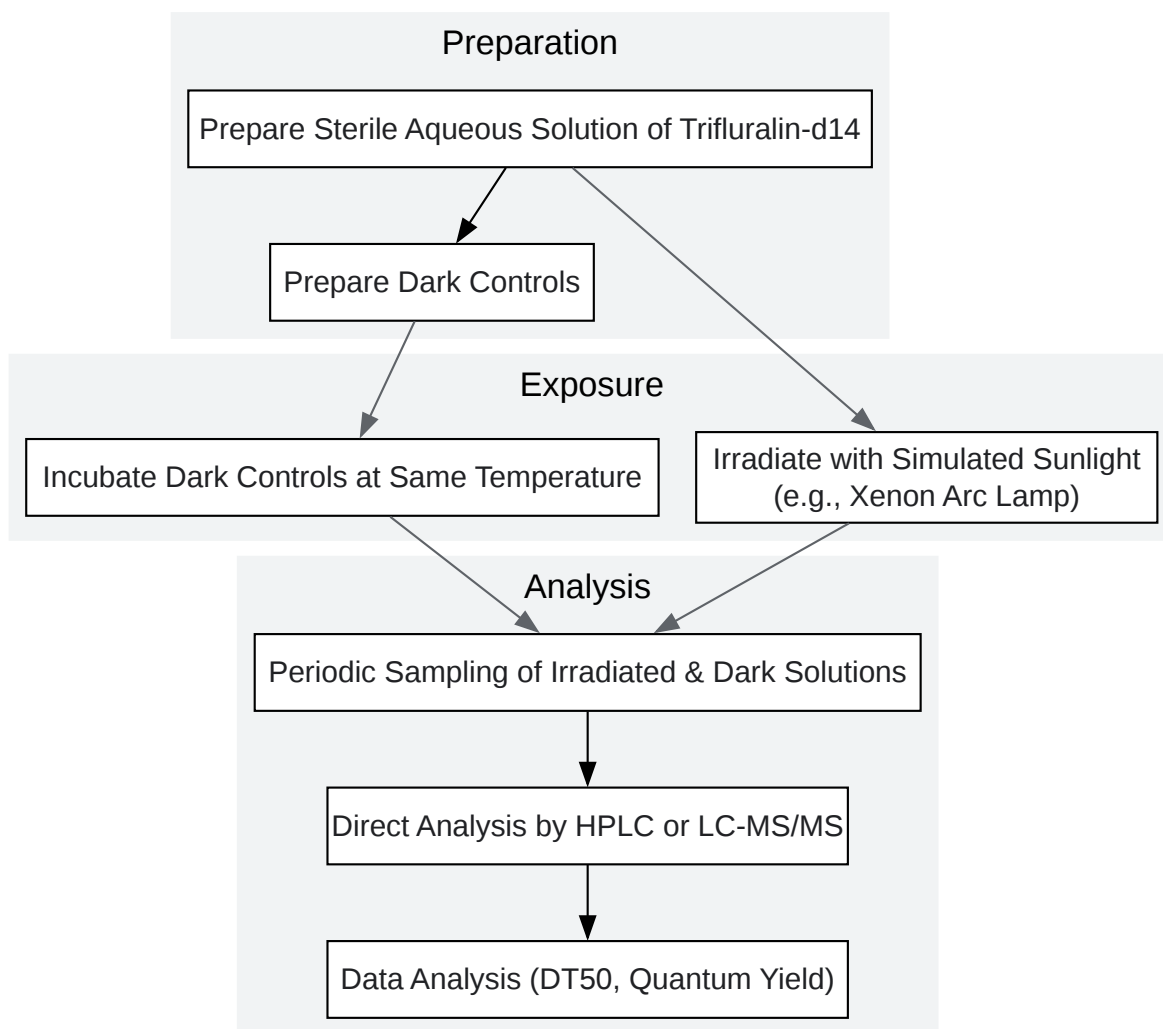 Preparation
Prepare Sterile Aqueous Solution of Trifluralin-d14
Prepare Dark Controls
Exposure
Incubate Dark Controls at Same Temperature
Irradiate with Simulated Sunlight
(e.g., Xenon Arc Lamp)
Analysis
Periodic Sampling of Irradiated & Dark Solutions
Direct Analysis by HPLC or LC-MS/MS
Data Analysis (DT50, Quantum Yield)